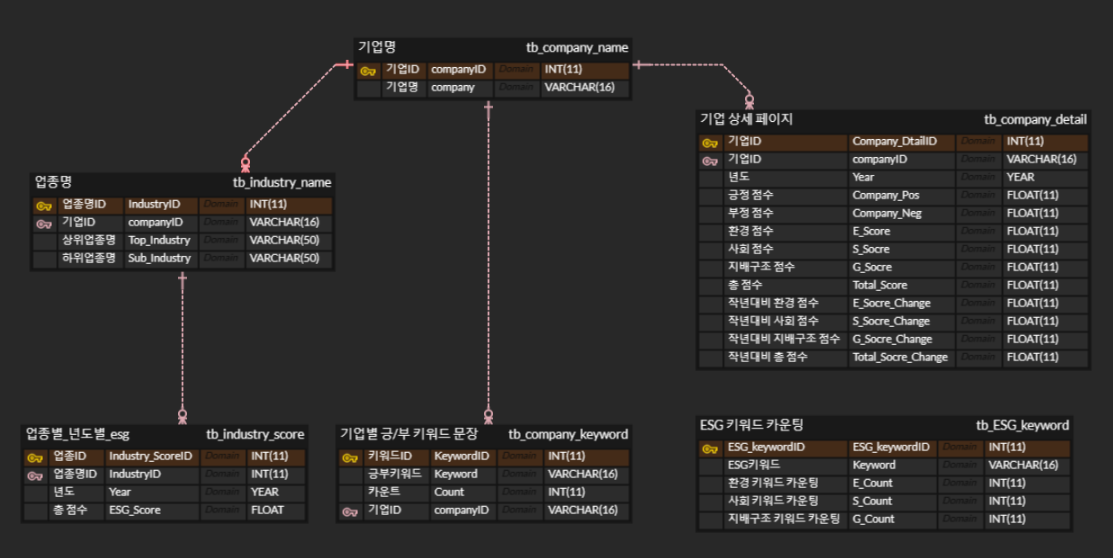 기업명 tb_company_name
기업ID companyID Domain INT(11)
기업명 company Domain VARCHAR(16)
기업 상세 페이지 tb_company_detail
기업ID Company_DtailID Domain INT(11)
기업ID companyID Domain VARCHAR(16)
년도 Year Domain YEAR
긍정 점수 Company_Pos Domain FLOAT(11)
부정 점수 Company_Neg Domain FLOAT(11)
환경 점수 E_Score Domain FLOAT(11)
사회 점수 S_Socre Domain FLOAT(11)
지배구조 점수 G_Socre Domain FLOAT(11)
총 점수 Total_Score Domain FLOAT(11)
작년대비 환경 점수 E_Socre_Change Domain FLOAT(11)
작년대비 사회 점수 S_Socre_Change Domain FLOAT(11)
작년대비 지배구조 점수 G_Socre_Change Domain FLOAT(11)
작년대비 총 점수 Total_Socre_Change Domain FLOAT(11)
업종명 tb_industry_name
업종명ID IndustryID Domain INT(11)
기업ID companyID Domain VARCHAR(16)
상위업종명 Top_Industry Domain VARCHAR(50)
하위업종명 Sub_Industry Domain VARCHAR(50)
업종별_년도별_esg tb_industry_score
업종ID Industry_ScoreID Domain INT(11)
업종명ID IndustryID Domain INT(11)
년도 Year Domain YEAR
총 점수 ESG_Score Domain FLOAT
기업별 긍/부 키워드 문장 tb_company_keyword
키워드ID KeywordID Domain INT(11)
긍부키워드 Keyword Domain VARCHAR(16)
카운트 Count Domain INT(11)
기업ID companyID Domain VARCHAR(16)
ESG 키워드 카운팅 tb_ESG_keyword
ESG_keywordID ESG_keywordID Domain INT(11)
ESG키워드 Keyword Domain VARCHAR(16)
환경 키워드 카운팅 E_Count Domain INT(11)
사회 키워드 카운팅 S_Count Domain INT(11)
지배구조 키워드 카운팅 G_Count Domain INT(11)